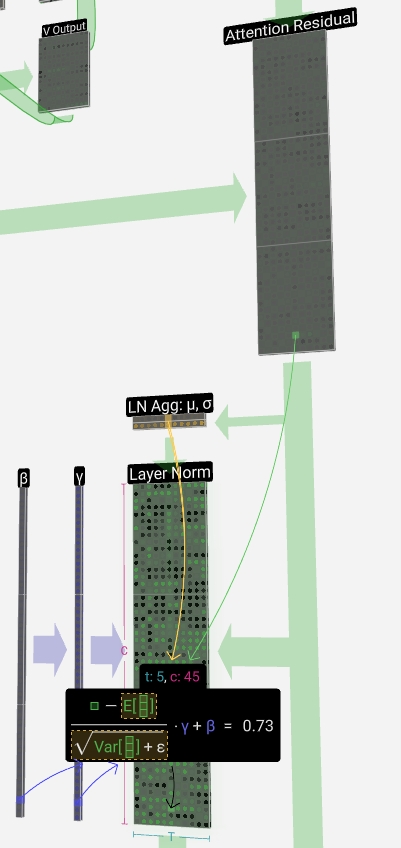 V Output
Attention Residual
LN Agg: μ, σ
Layer Norm
β
γ
C
t: 5, c: 45
□ − E[▯] / √Var[▯] + ε · γ + β = 0.73
T